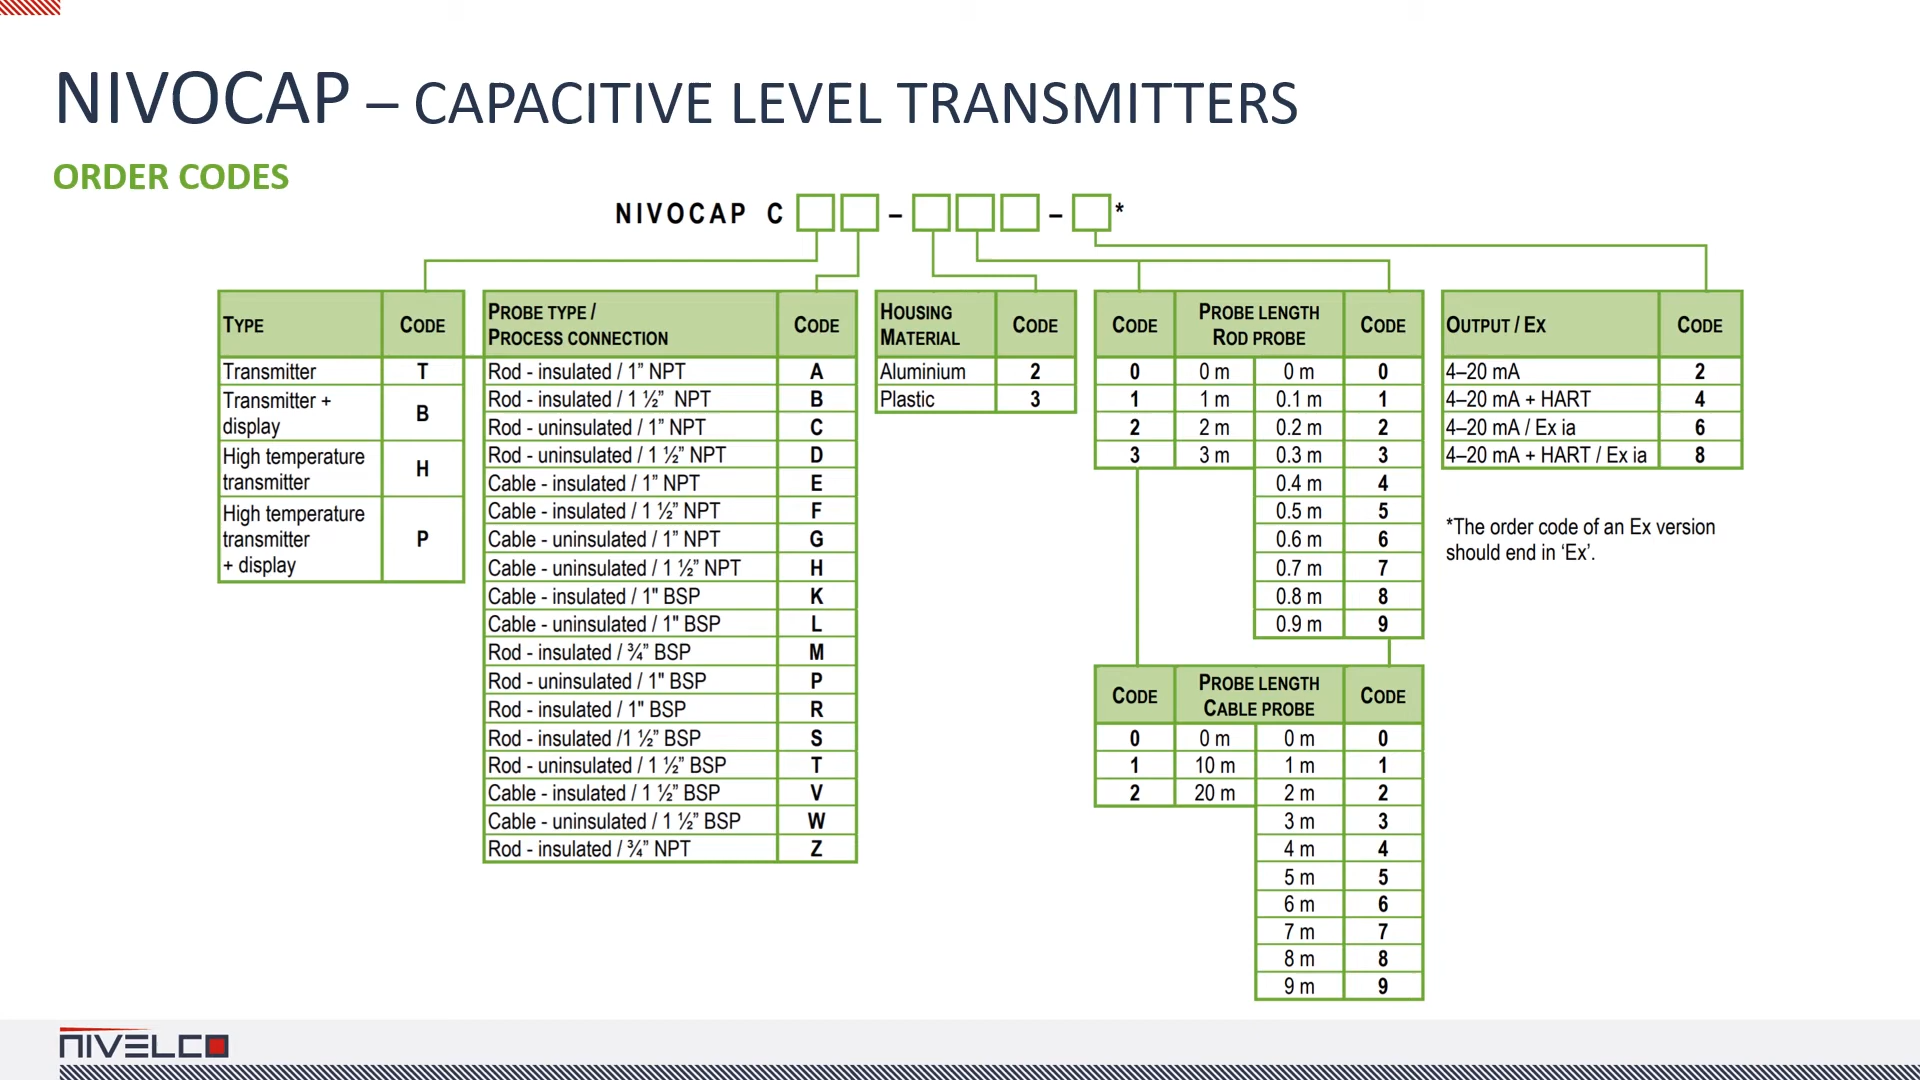 NIVOCAP – CAPACITIVE LEVEL TRANSMITTERS
ORDER CODES
NIVOCAP C – – *
TYPE CODE
Transmitter T
Transmitter +
display B
High temperature
transmitter H
High temperature
transmitter
+ display P
PROBE TYPE /
PROCESS CONNECTION CODE
Rod - insulated / 1” NPT A
Rod - insulated / 1 ½” NPT B
Rod - uninsulated / 1” NPT C
Rod - uninsulated / 1 ½” NPT D
Cable - insulated / 1” NPT E
Cable - insulated / 1 ½” NPT F
Cable - uninsulated / 1” NPT G
Cable - uninsulated / 1 ½” NPT H
Cable - insulated / 1" BSP K
Cable - uninsulated / 1" BSP L
Rod - insulated / ¾” BSP M
Rod - uninsulated / 1" BSP P
Rod - insulated / 1" BSP R
Rod - insulated /1 ½” BSP S
Rod - uninsulated / 1 ½” BSP T
Cable - insulated / 1 ½” BSP V
Cable - uninsulated / 1 ½” BSP W
Rod - insulated / ¾” NPT Z
HOUSING
MATERIAL CODE
Aluminium 2
Plastic 3
CODE PROBE LENGTH
ROD PROBE CODE
0 0 m 0 m 0
1 1 m 0.1 m 1
2 2 m 0.2 m 2
3 3 m 0.3 m 3
0.4 m 4
0.5 m 5
0.6 m 6
0.7 m 7
0.8 m 8
0.9 m 9
CODE PROBE LENGTH
CABLE PROBE CODE
0 0 m 0 m 0
1 10 m 1 m 1
2 20 m 2 m 2
3 m 3
4 m 4
5 m 5
6 m 6
7 m 7
8 m 8
9 m 9
OUTPUT / EX CODE
4–20 mA 2
4–20 mA + HART 4
4–20 mA / Ex ia 6
4–20 mA + HART / Ex ia 8
*The order code of an Ex version
should end in ‘Ex’.
NIVELCO